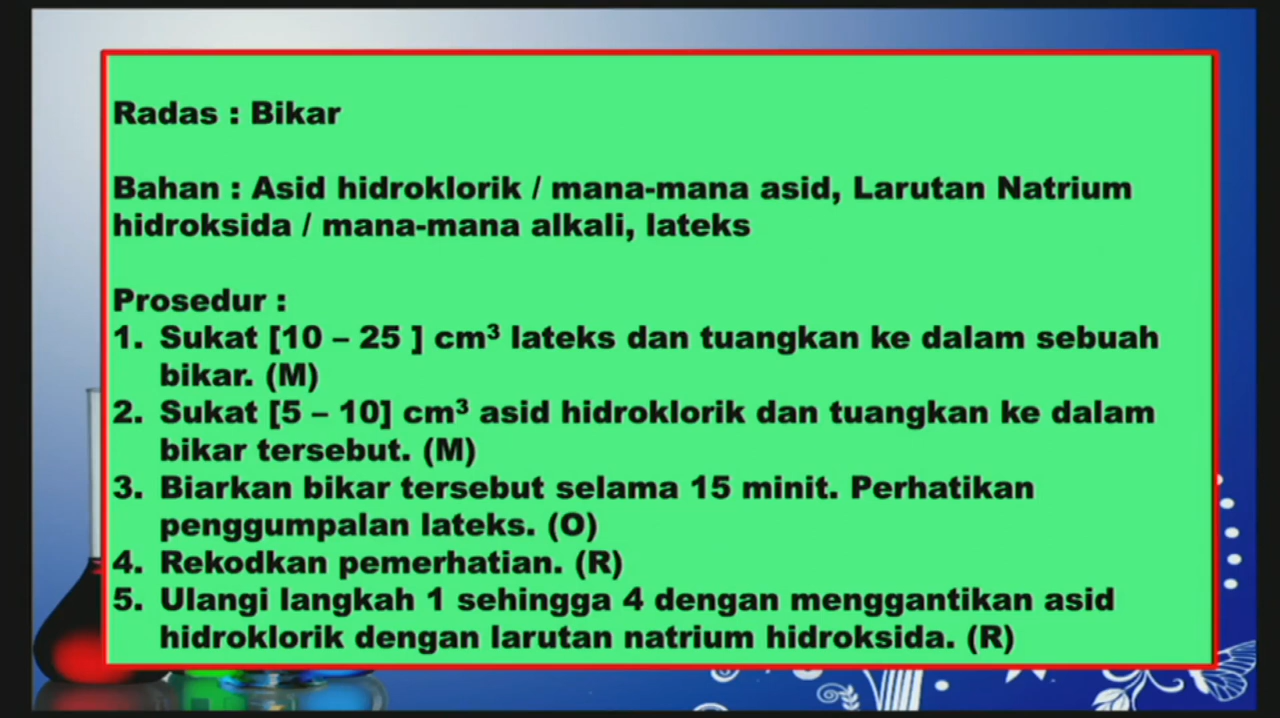 Radas : Bikar
Bahan : Asid hidroklorik / mana-mana asid, Larutan Natrium
hidroksida / mana-mana alkali, lateks
Prosedur :
1. Sukat [10 – 25 ] cm³ lateks dan tuangkan ke dalam sebuah
bikar. (M)
2. Sukat [5 – 10] cm³ asid hidroklorik dan tuangkan ke dalam
bikar tersebut. (M)
3. Biarkan bikar tersebut selama 15 minit. Perhatikan
penggumpalan lateks. (O)
4. Rekodkan pemerhatian. (R)
5. Ulangi langkah 1 sehingga 4 dengan menggantikan asid
hidroklorik dengan larutan natrium hidroksida. (R)